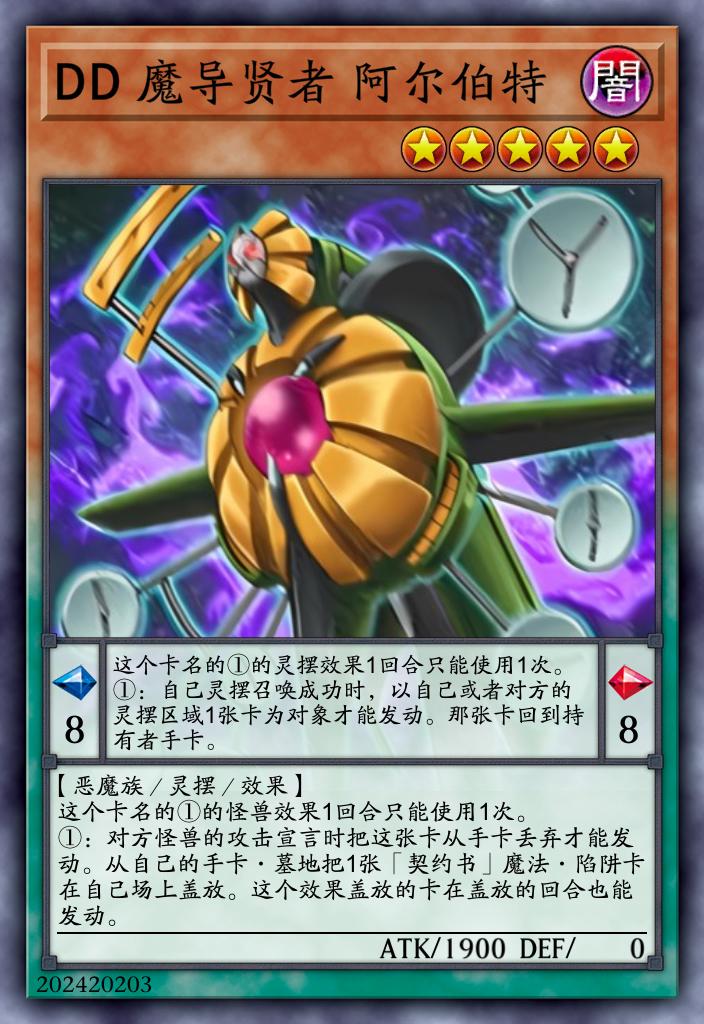 DD 魔导贤者 阿尔伯特
闇
这个卡名的①的灵摆效果1回合只能使用1次。
①：自己灵摆召唤成功时，以自己或者对方的
灵摆区域1张卡为对象才能发动。那张卡回到持
有者手卡。
8
8
【恶魔族／灵摆／效果】
这个卡名的①的怪兽效果1回合只能使用1次。
①：对方怪兽的攻击宣言时把这张卡从手卡丢弃才能发
动。从自己的手卡·墓地把1张「契约书」魔法·陷阱卡
在自己场上盖放。这个效果盖放的卡在盖放的回合也能
发动。
ATK/1900 DEF/ 0
202420203